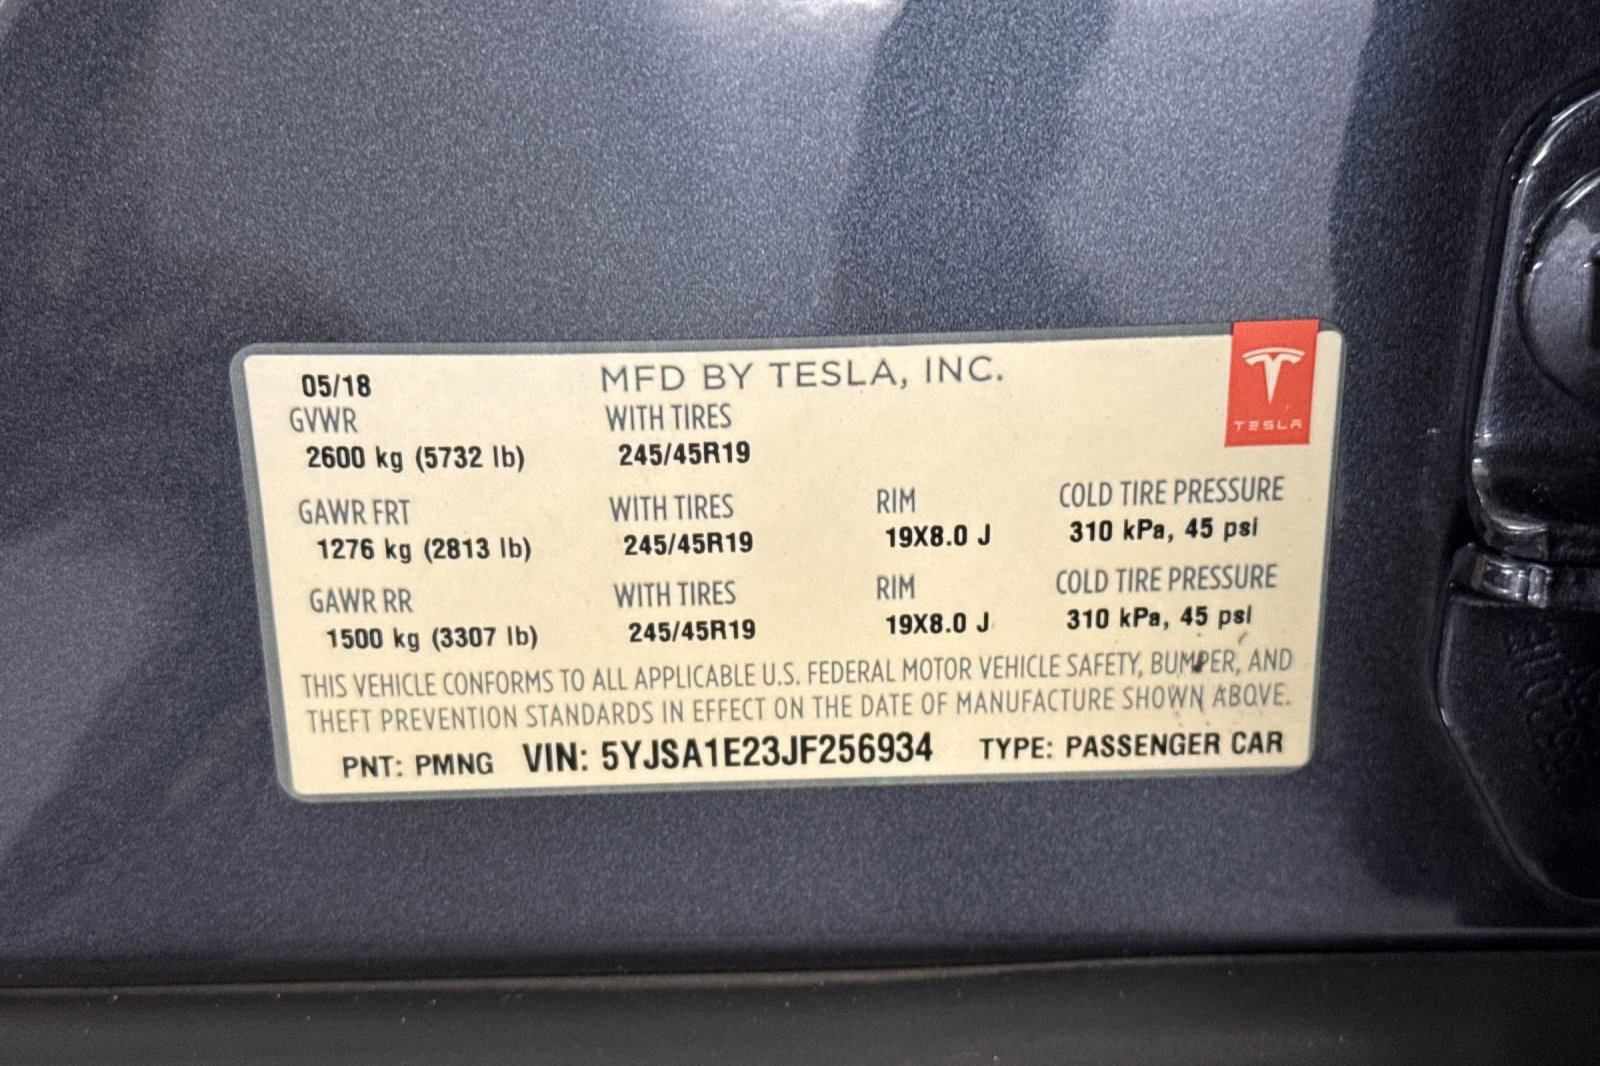 05/18 MFD BY TESLA, INC.
TESLA
GVWR WITH TIRES
2600 kg (5732 lb) 245/45R19
GAWR FRT WITH TIRES RIM COLD TIRE PRESSURE
1276 kg (2813 lb) 245/45R19 19X8.0 J 310 kPa, 45 psi
GAWR RR WITH TIRES RIM COLD TIRE PRESSURE
1500 kg (3307 lb) 245/45R19 19X8.0 J 310 kPa, 45 psi
THIS VEHICLE CONFORMS TO ALL APPLICABLE U.S. FEDERAL MOTOR VEHICLE SAFETY, BUMPER, AND
THEFT PREVENTION STANDARDS IN EFFECT ON THE DATE OF MANUFACTURE SHOWN ABOVE.
PNT: PMNG VIN: 5YJSA1E23JF256934 TYPE: PASSENGER CAR